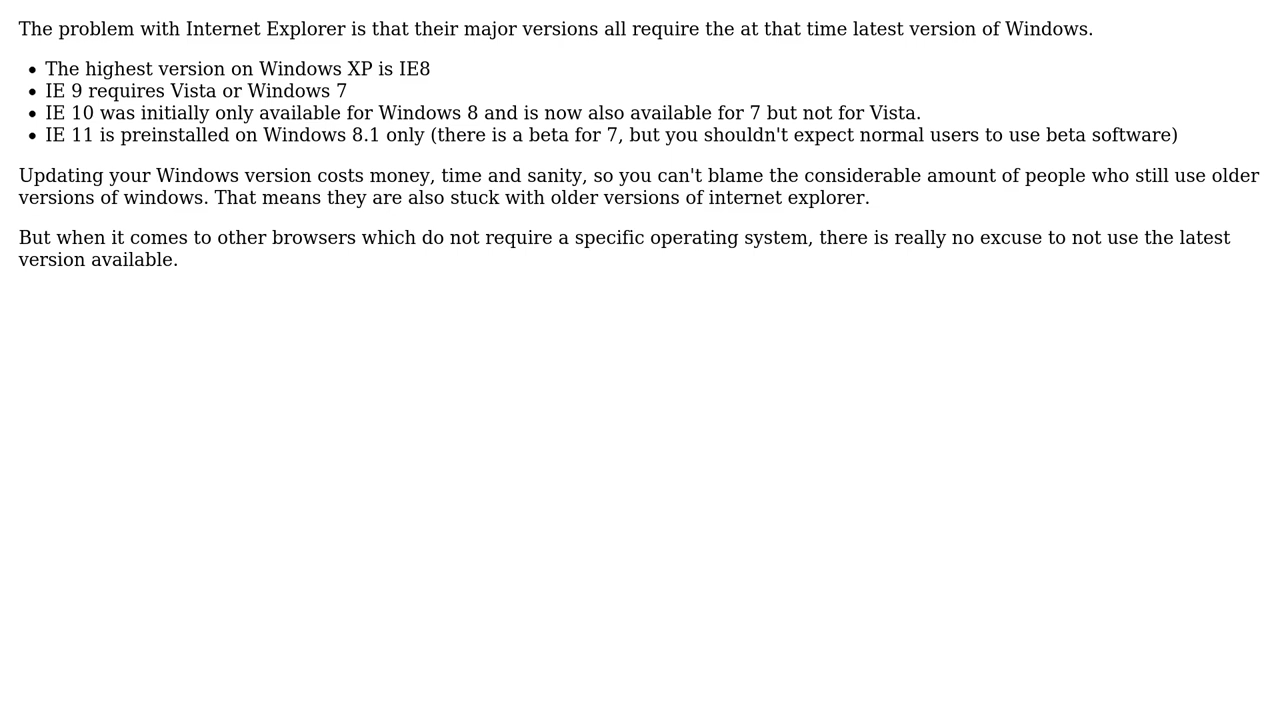 The problem with Internet Explorer is that their major versions all require the at that time latest version of Windows.
• The highest version on Windows XP is IE8
• IE 9 requires Vista or Windows 7
• IE 10 was initially only available for Windows 8 and is now also available for 7 but not for Vista.
• IE 11 is preinstalled on Windows 8.1 only (there is a beta for 7, but you shouldn't expect normal users to use beta software)
Updating your Windows version costs money, time and sanity, so you can't blame the considerable amount of people who still use older
versions of windows. That means they are also stuck with older versions of internet explorer.
But when it comes to other browsers which do not require a specific operating system, there is really no excuse to not use the latest
version available.